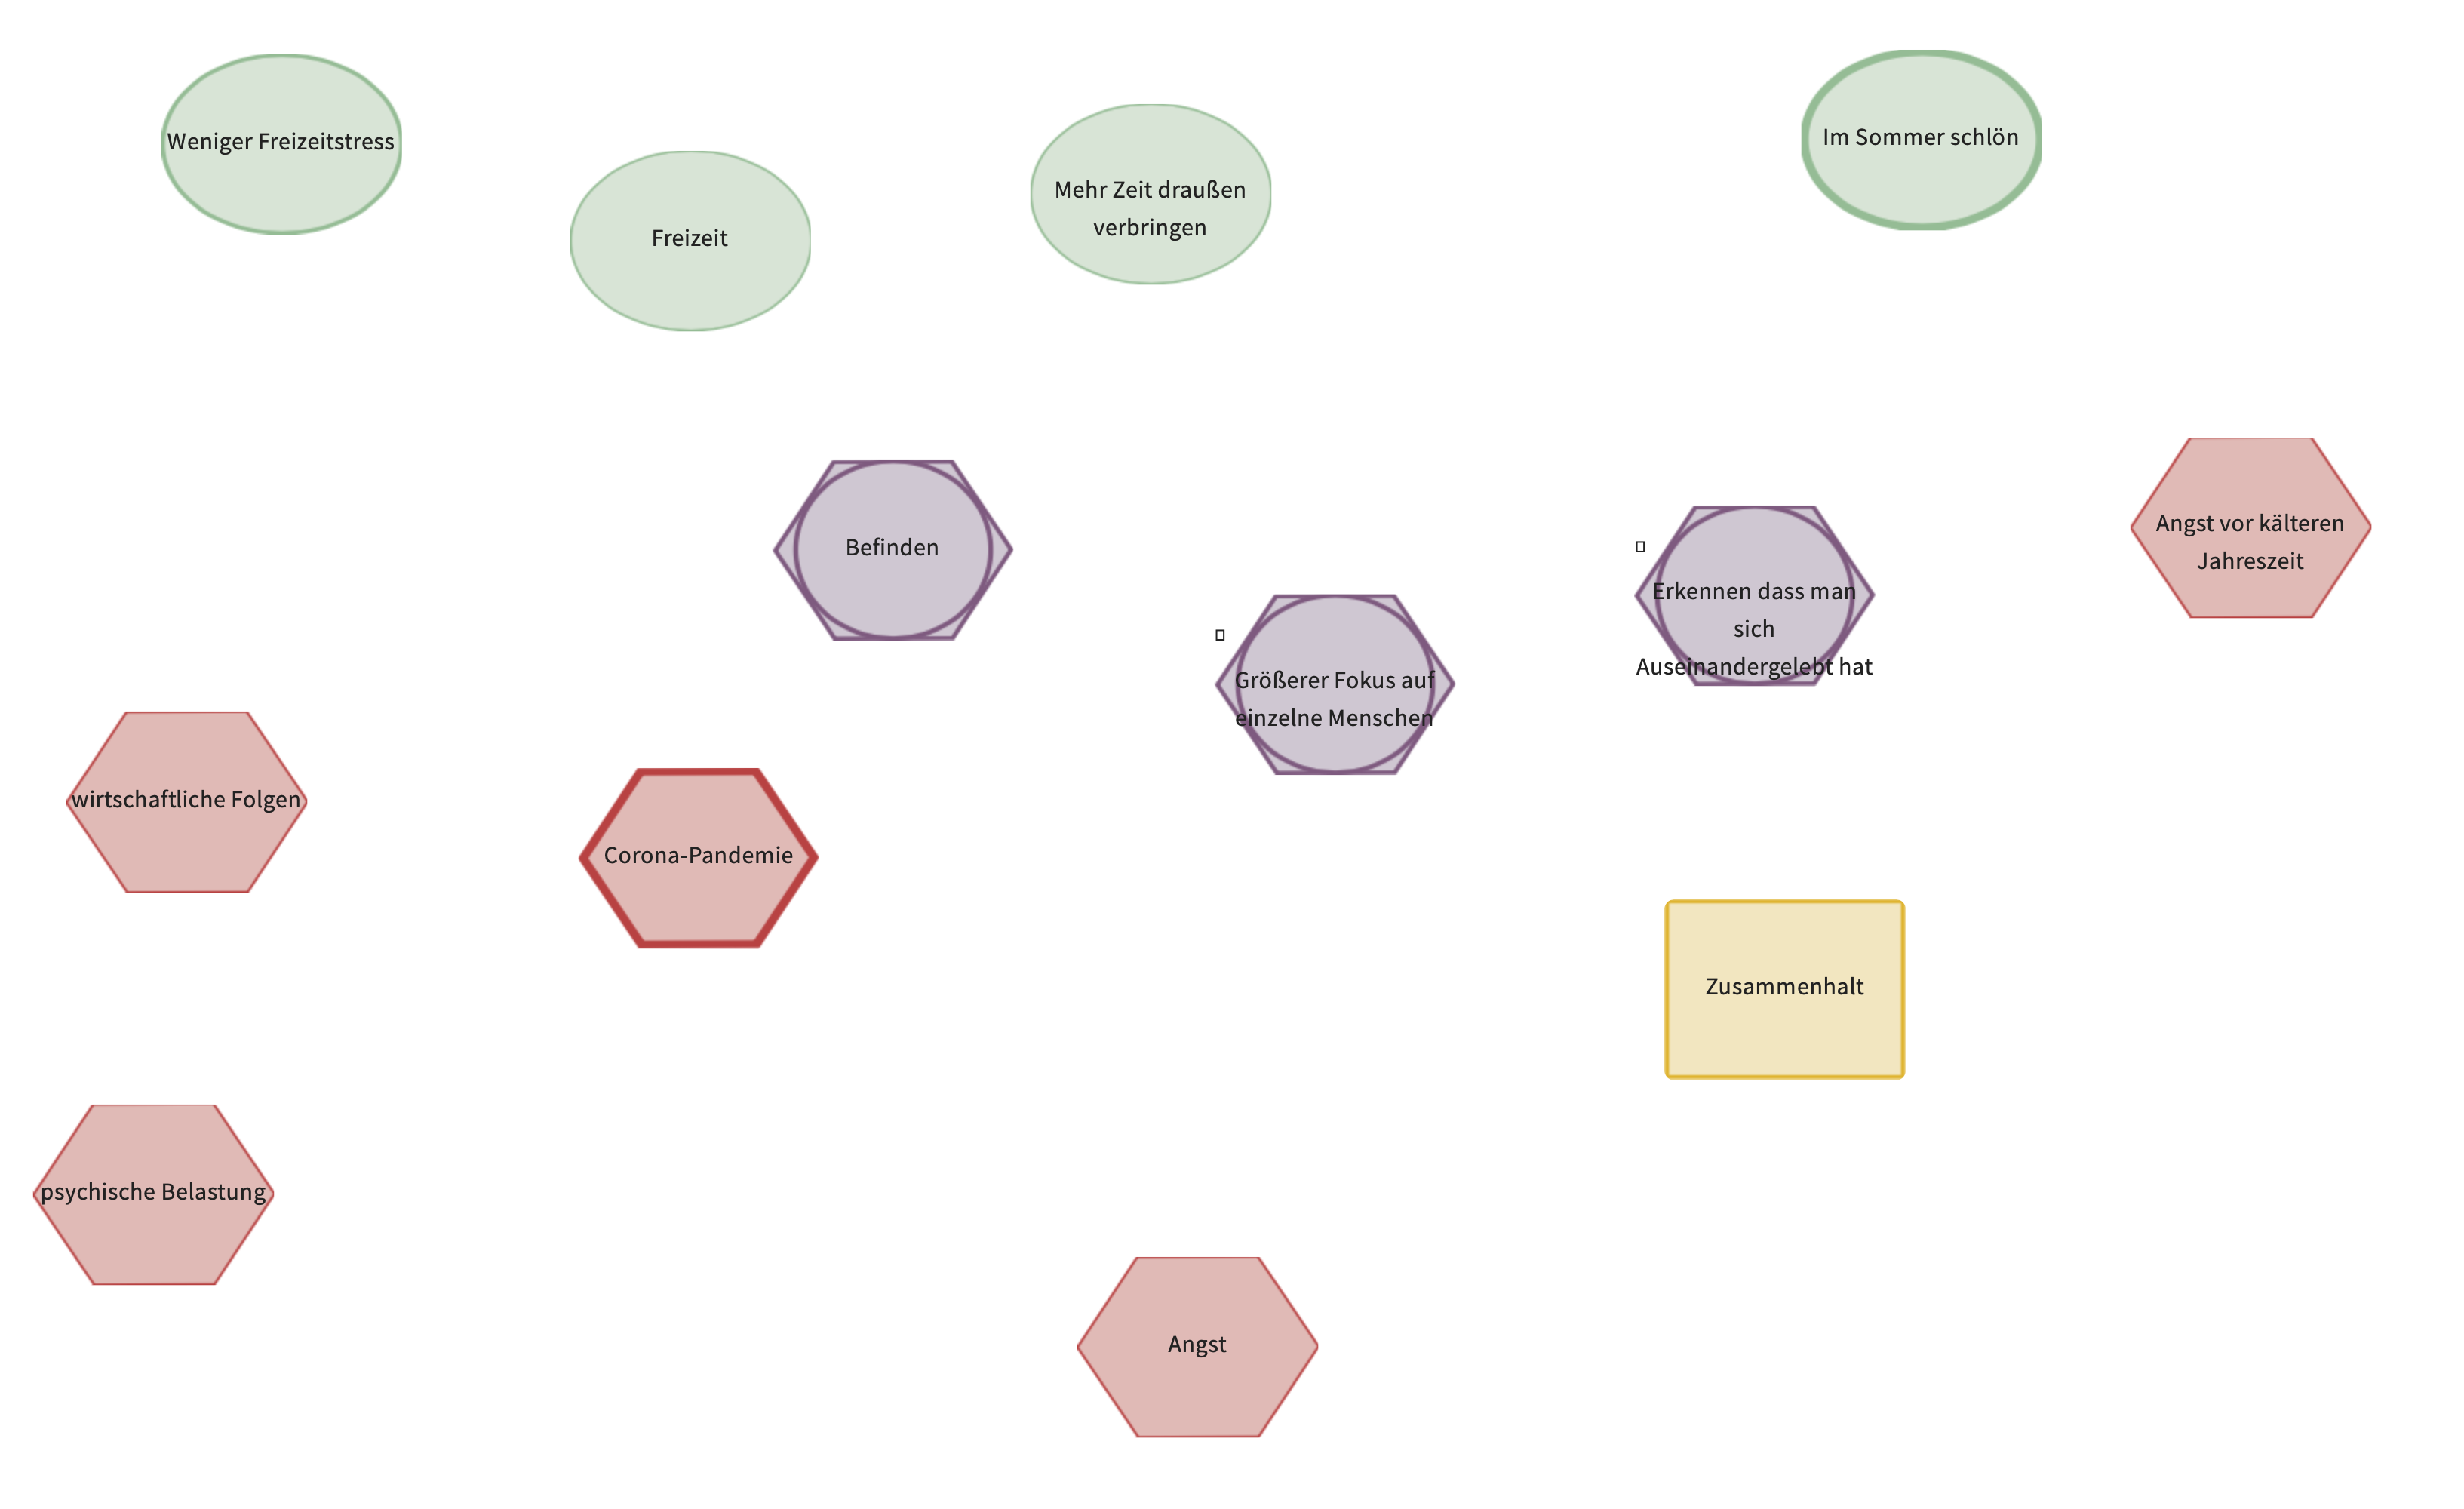 Weniger Freizeitstress
Freizeit
Mehr Zeit draußen
verbringen
Im Sommer schlön
Befinden
Größerer Fokus auf
einzelne Menschen
Erkennen dass man
sich
Auseinandergelebt hat
Angst vor kälteren
Jahreszeit
wirtschaftliche Folgen
Corona-Pandemie
Zusammenhalt
psychische Belastung
Angst